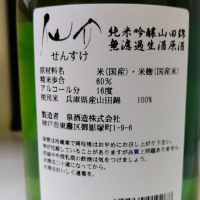 仙介
せんすけ
純米吟醸山田錦
無濾過生酒原酒
原材料名 米(国産)・米麹(国産米)
精米歩合 60%
アルコール分 16度
使用米 兵庫県産山田錦 100%
製造者 泉酒造株式会社
神戸市東灘区御影塚町1-9-6